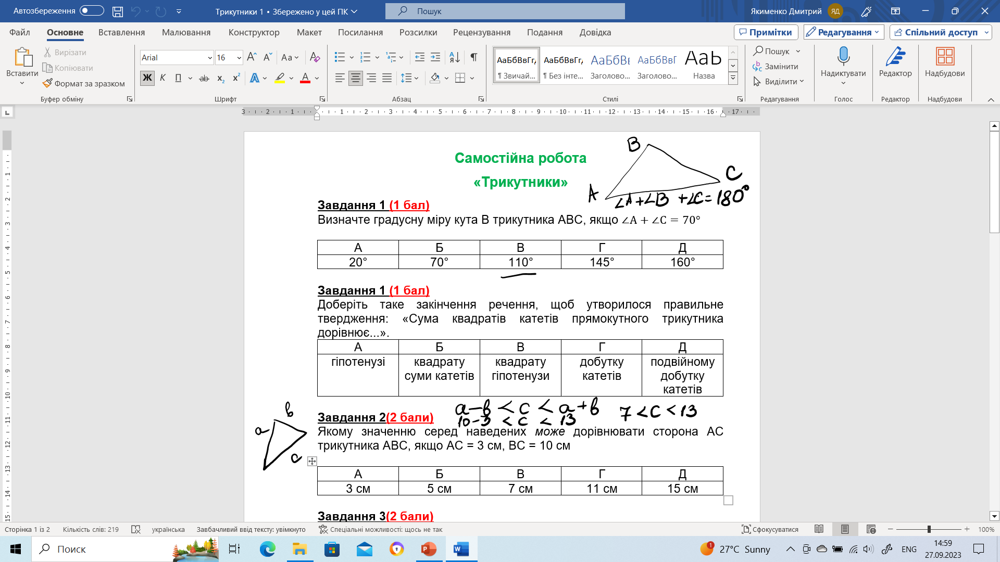 Автозбереження
Трикутники 1 • Збережено у цей ПК
Пошук
Якименко Дмитрий
ЯД
Файл Основне Вставлення Малювання Конструктор Макет Посилання Розсилки Рецензування Подання Довідка
Примітки Редагування Спільний доступ
Вставити
Вирізати
Копіювати
Формат за зразком
Буфер обміну
Arial 16
Ж К П ab x₂ x²
Шрифт
Абзац
АаБбВвГг, АаБбВвГг, АаБбВв АаБбВвГ АаЬ
¶ Звичай... ¶ Без інте... Заголово... Заголово... Назва
Стилі
Пошук
Замінити
Виділити
Редагування
Надиктувати
Голос
Редактор
Редактор
Надбудови
Надбудови
3 2 1 1 2 3 4 5 6 7 8 9 10 11 12 13 14 15 16 17
Самостійна робота
«Трикутники»
B
C
A
∠A+∠B +∠C=180°
Завдання 1 (1 бал)
Визначте градусну міру кута В трикутника АВС, якщо ∠A + ∠C = 70°
А Б В Г Д
20° 70° 110° 145° 160°
Завдання 1 (1 бал)
Доберіть таке закінчення речення, щоб утворилося правильне
твердження: «Сума квадратів катетів прямокутного трикутника
дорівнює...».
А Б В Г Д
гіпотенузі квадрату суми катетів квадрату гіпотенузи добутку катетів подвійному добутку катетів
a-b < c < a+b 7 < c < 13
10-3 < c < 13
b
a
c
Завдання 2(2 бали)
Якому значенню серед наведених може дорівнювати сторона АС
трикутника АВС, якщо АС = 3 см, ВС = 10 см
А Б В Г Д
3 см 5 см 7 см 11 см 15 см
Завдання 3(2 бали)
Сторінка 1 із 2 Кількість слів: 219 українська Завбачливий ввід тексту: увімкнуто Спеціальні можливості: щось не так Сфокусуватися 100%
Поиск
1 27°C Sunny ENG 14:59
27.09.2023